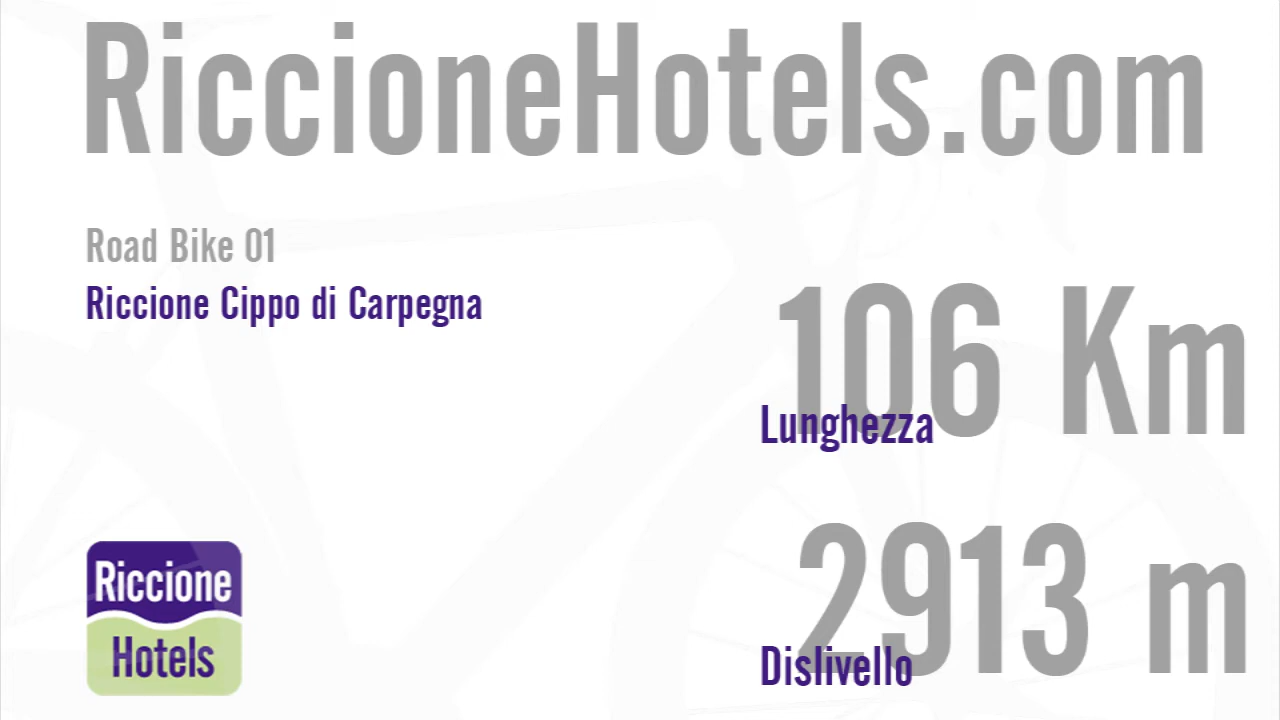 RiccioneHotels.com
Road Bike 01
Riccione Cippo di Carpegna
106 Km
Lunghezza
2913 m
Dislivello
Riccione
Hotels